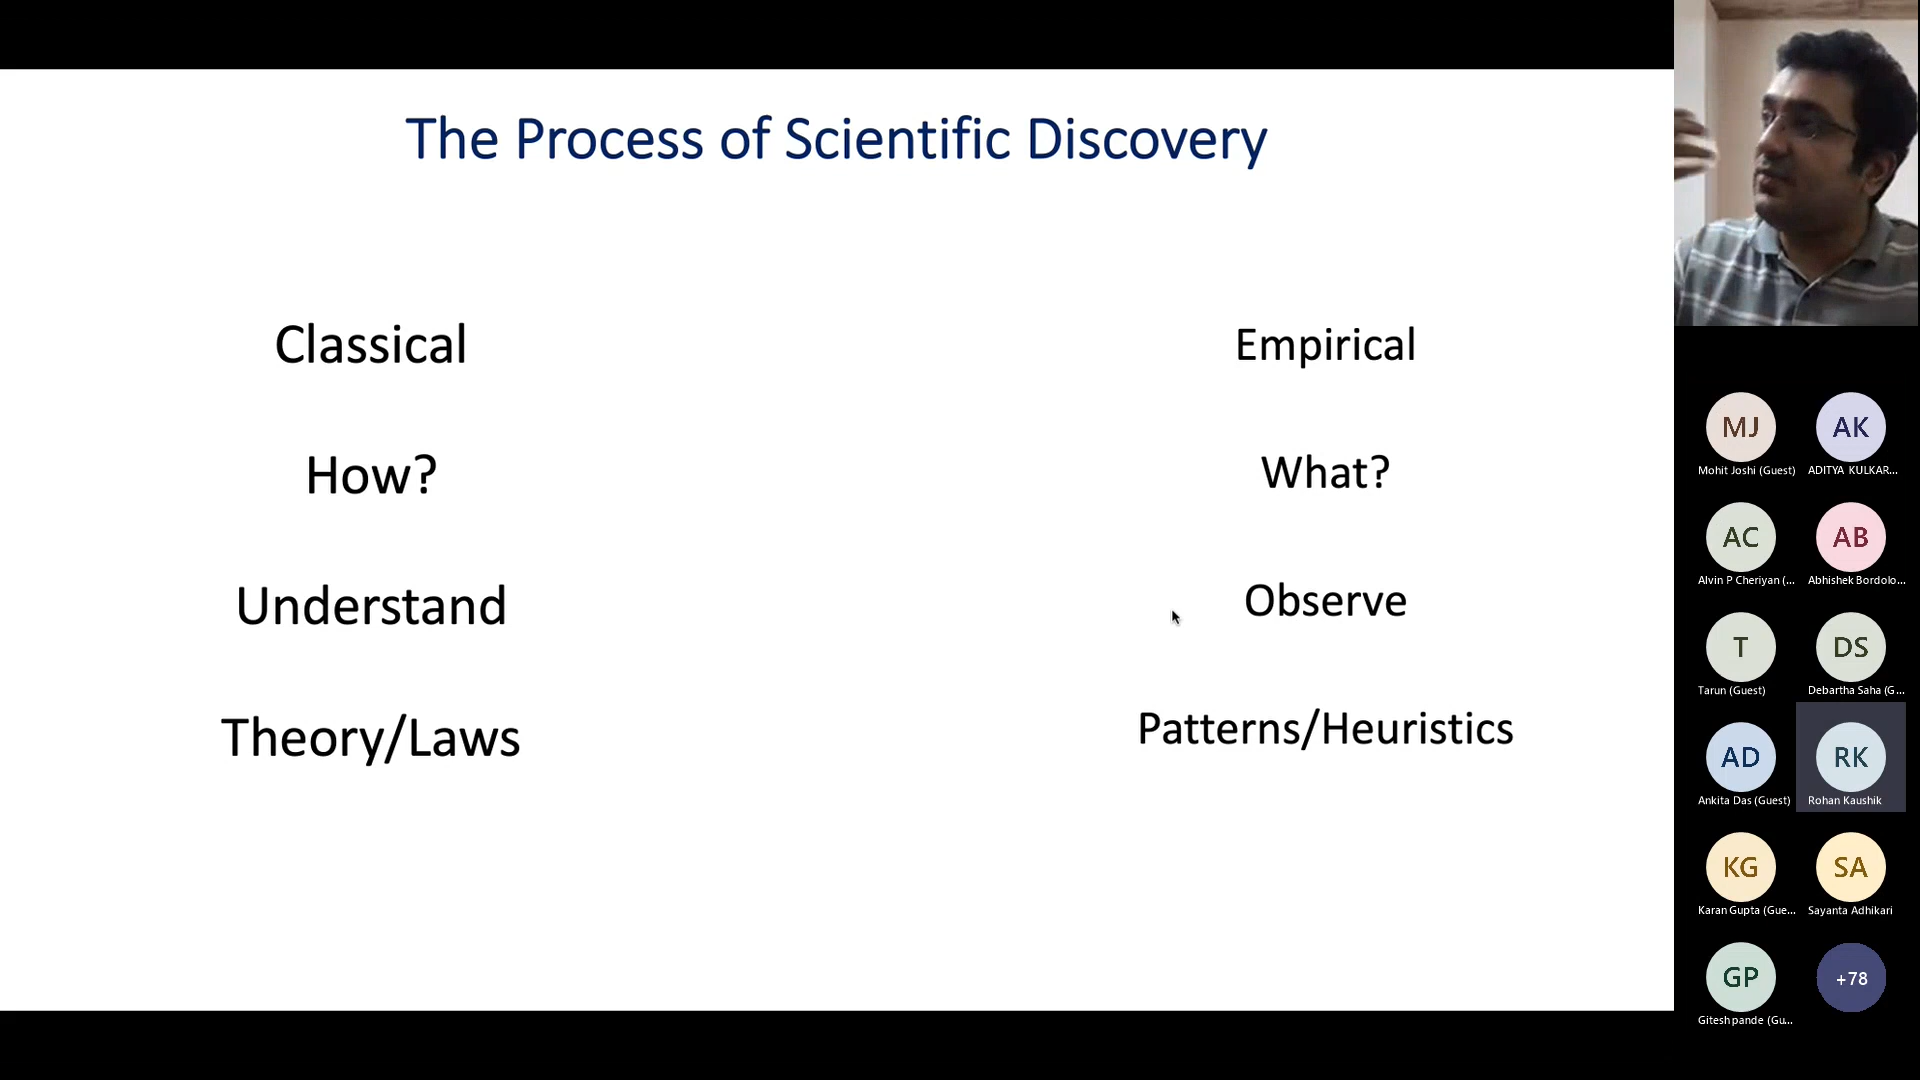 The Process of Scientific Discovery
Classical
Empirical
How?
What?
Understand
Observe
Theory/Laws
Patterns/Heuristics
MJ
AK
Mohit Joshi (Guest)
ADITYA KULKAR...
AC
AB
Alvin P Cheriyan (...
Abhishek Bordolo...
T
DS
Tarun (Guest)
Debartha Saha (G...
AD
RK
Ankita Das (Guest)
Rohan Kaushik
KG
SA
Karan Gupta (Gue...
Sayanta Adhikari
GP
+78
Gitesh pande (Gu...